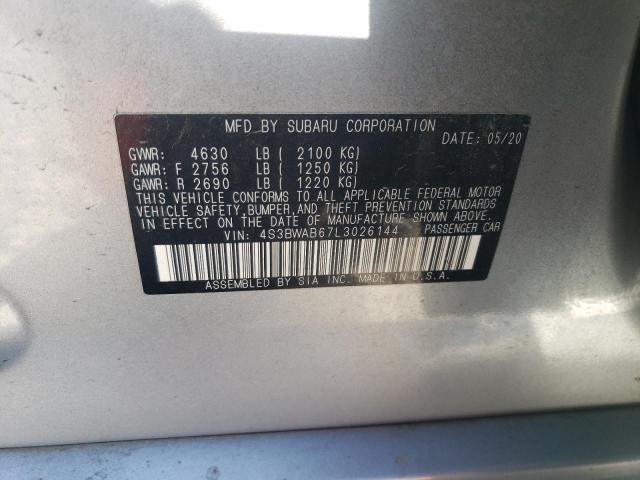 MFD BY SUBARU CORPORATION
DATE: 05/20
GVWR: 4630 LB ( 2100 KG)
GAWR: F 2756 LB ( 1250 KG)
GAWR: R 2690 LB ( 1220 KG)
THIS VEHICLE CONFORMS TO ALL APPLICABLE FEDERAL MOTOR
VEHICLE SAFETY, BUMPER, AND THEFT PREVENTION STANDARDS
IN EFFECT ON THE DATE OF MANUFACTURE SHOWN ABOVE.
VIN: 4S3BWAB67L3026144 PASSENGER CAR
ASSEMBLED BY SIA INC. MADE IN U.S.A.